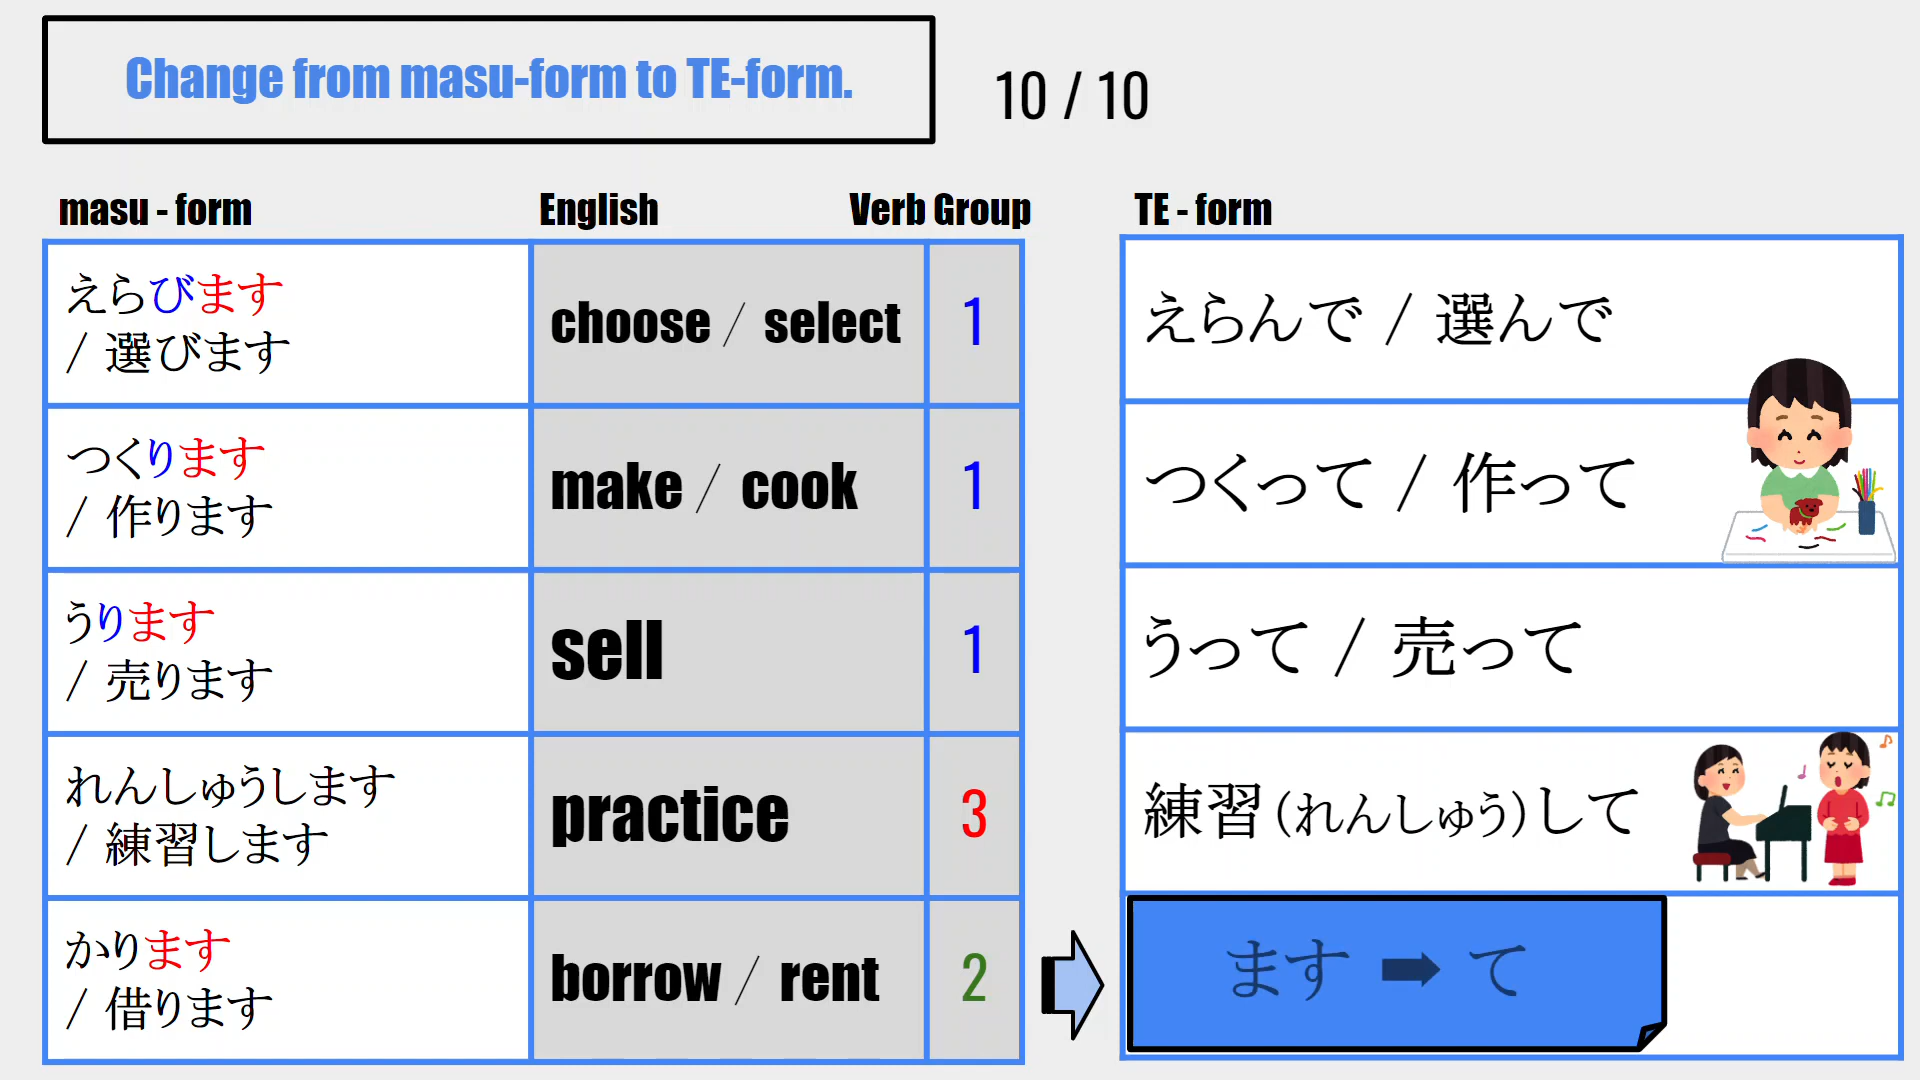 Change from masu-form to TE-form.
10 / 10
masu - form
English
Verb Group
TE - form
えらびます
/ 選びます
choose / select
1
えらんで / 選んで
つくります
/ 作ります
make / cook
1
つくって / 作って
うります
/ 売ります
sell
1
うって / 売って
れんしゅうします
/ 練習します
practice
3
練習(れんしゅう)して
かります
/ 借ります
borrow / rent
2
ます ➡ て